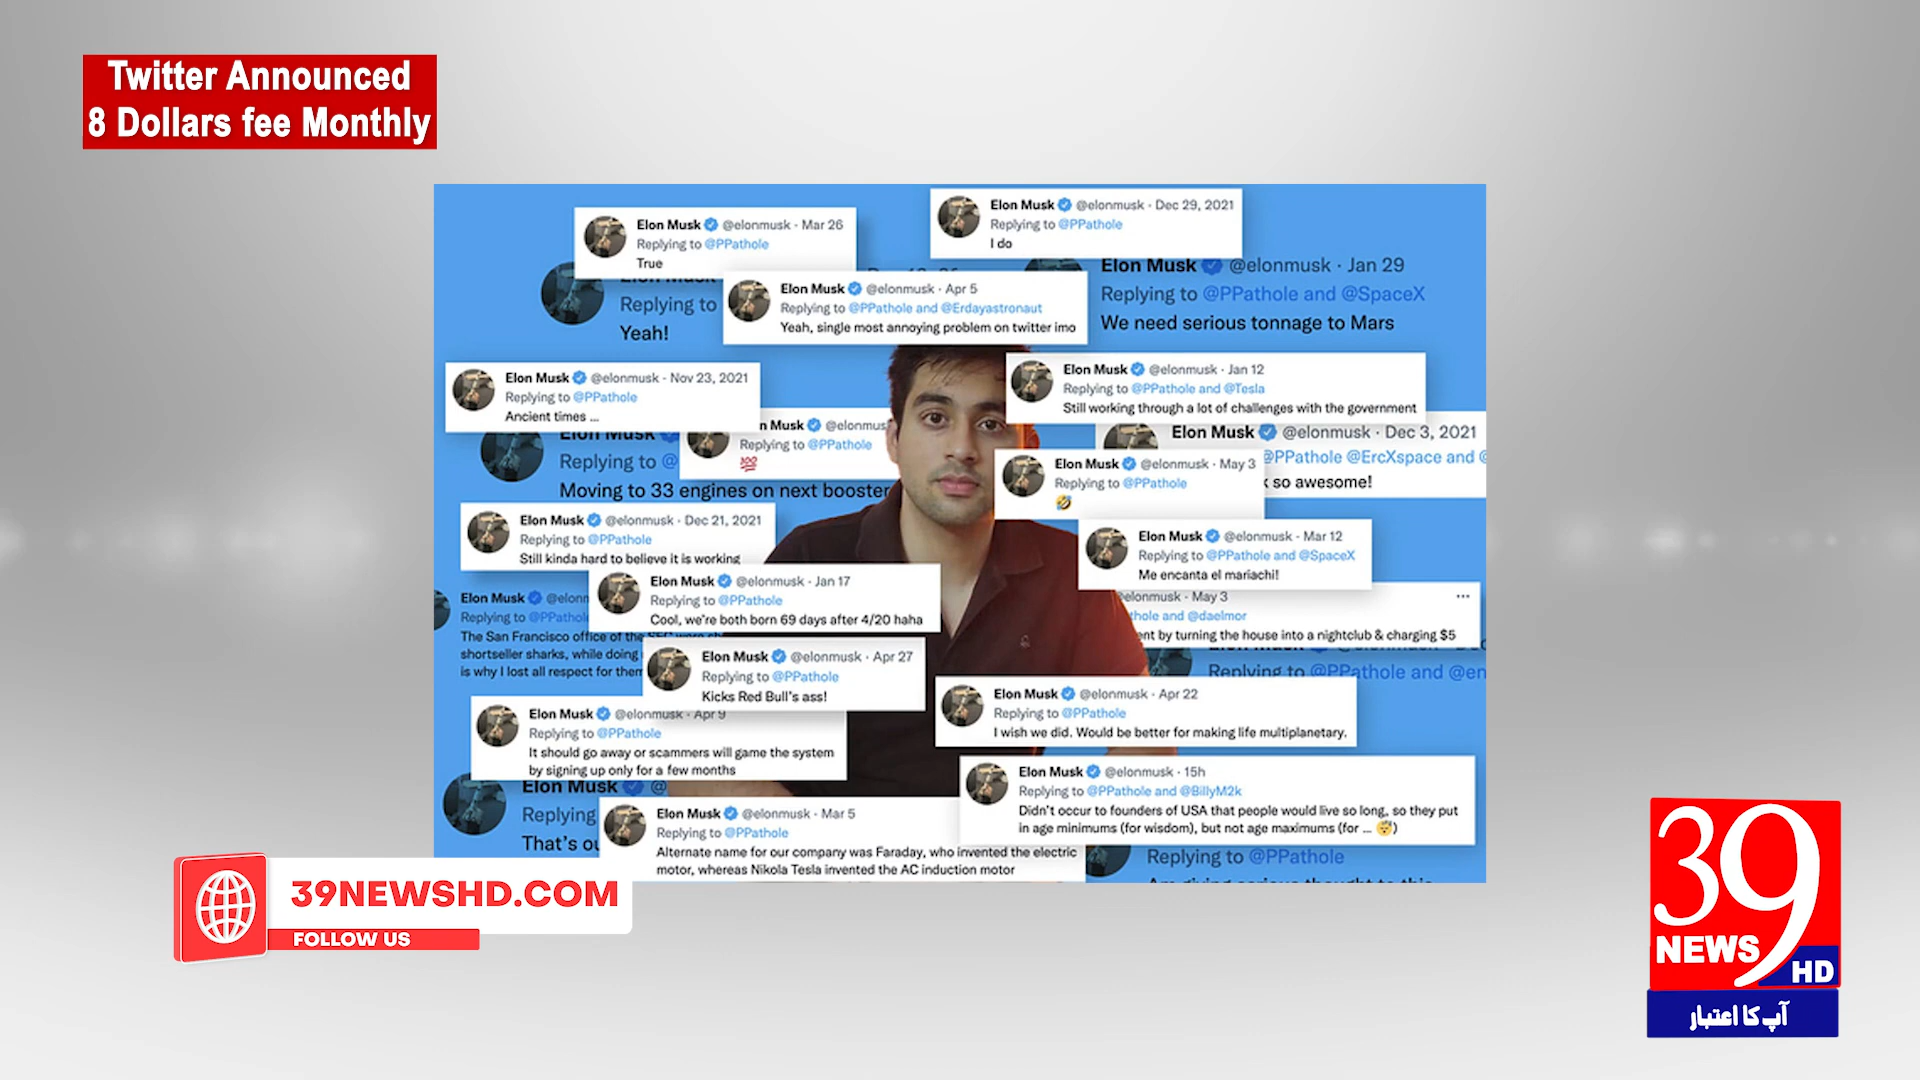 Twitter Announced
8 Dollars fee Monthly
Elon Musk @elonmusk · Mar 26
Replying to @PPathole
True
Elon Musk @elonmusk · Dec 29, 2021
Replying to @PPathole
I do
Replying to
Yeah!
Elon Musk @elonmusk · Apr 5
Replying to @PPathole and @Erdayastronaut
Yeah, single most annoying problem on twitter imo
Elon Musk @elonmusk · Jan 29
Replying to @PPathole and @SpaceX
We need serious tonnage to Mars
Elon Musk @elonmusk · Nov 23, 2021
Replying to @PPathole
Ancient times ...
Elon Musk @elonmusk · Jan 12
Replying to @PPathole and @Tesla
Still working through a lot of challenges with the government
Elon Musk
Replying to @
Moving to 33 engines on next booster
n Musk @elonmus
Replying to @PPathole
💯
Elon Musk @elonmusk · Dec 3, 2021
@PPathole @ErcXspace and @
so awesome!
Elon Musk @elonmusk · May 3
Replying to @PPathole
🤣
Elon Musk @elonmusk · Dec 21, 2021
Replying to @PPathole
Still kinda hard to believe it is working
Elon Musk @elonmusk · Mar 12
Replying to @PPathole and @SpaceX
Me encanta el mariachi!
Elon Musk @elonmusk · Jan 17
Replying to @PPathole
Cool, we're both born 69 days after 4/20 haha
elonmusk · May 3
thole and @daelmor
ent by turning the house into a nightclub & charging $5
Elon Musk @elonn
Replying to @PPathole
The San Francisco office of the
shortseller sharks, while doing
is why I lost all respect for them
Replying to @PPathole and @en
Elon Musk @elonmusk · Apr 27
Replying to @PPathole
Kicks Red Bull's ass!
Elon Musk @elonmusk · Apr 22
Replying to @PPathole
I wish we did. Would be better for making life multiplanetary.
Elon Musk @elonmusk · Apr 9
Replying to @PPathole
It should go away or scammers will game the system
by signing up only for a few months
Elon Musk @elonmusk · 15h
Replying to @PPathole and @BillyM2k
Didn't occur to founders of USA that people would live so long, so they put
in age minimums (for wisdom), but not age maximums (for ... 😴)
Elon Musk @
Replying
That's ou
Elon Musk @elonmusk · Mar 5
Replying to @PPathole
Alternate name for our company was Faraday, who invented the electric
motor, whereas Nikola Tesla invented the AC induction motor
Replying to @PPathole
39NEWSHD.COM
FOLLOW US
39
NEWS
HD
آپ کا اعتبار